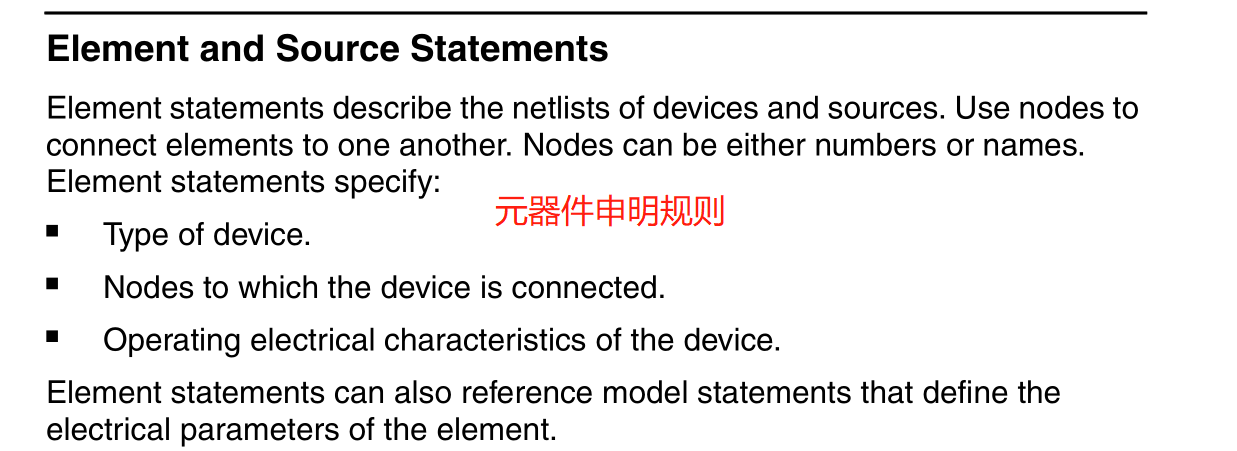 Element and Source Statements
Element statements describe the netlists of devices and sources. Use nodes to
connect elements to one another. Nodes can be either numbers or names.
Element statements specify:
元器件申明规则
■ Type of device.
■ Nodes to which the device is connected.
■ Operating electrical characteristics of the device.
Element statements can also reference model statements that define the
electrical parameters of the element.